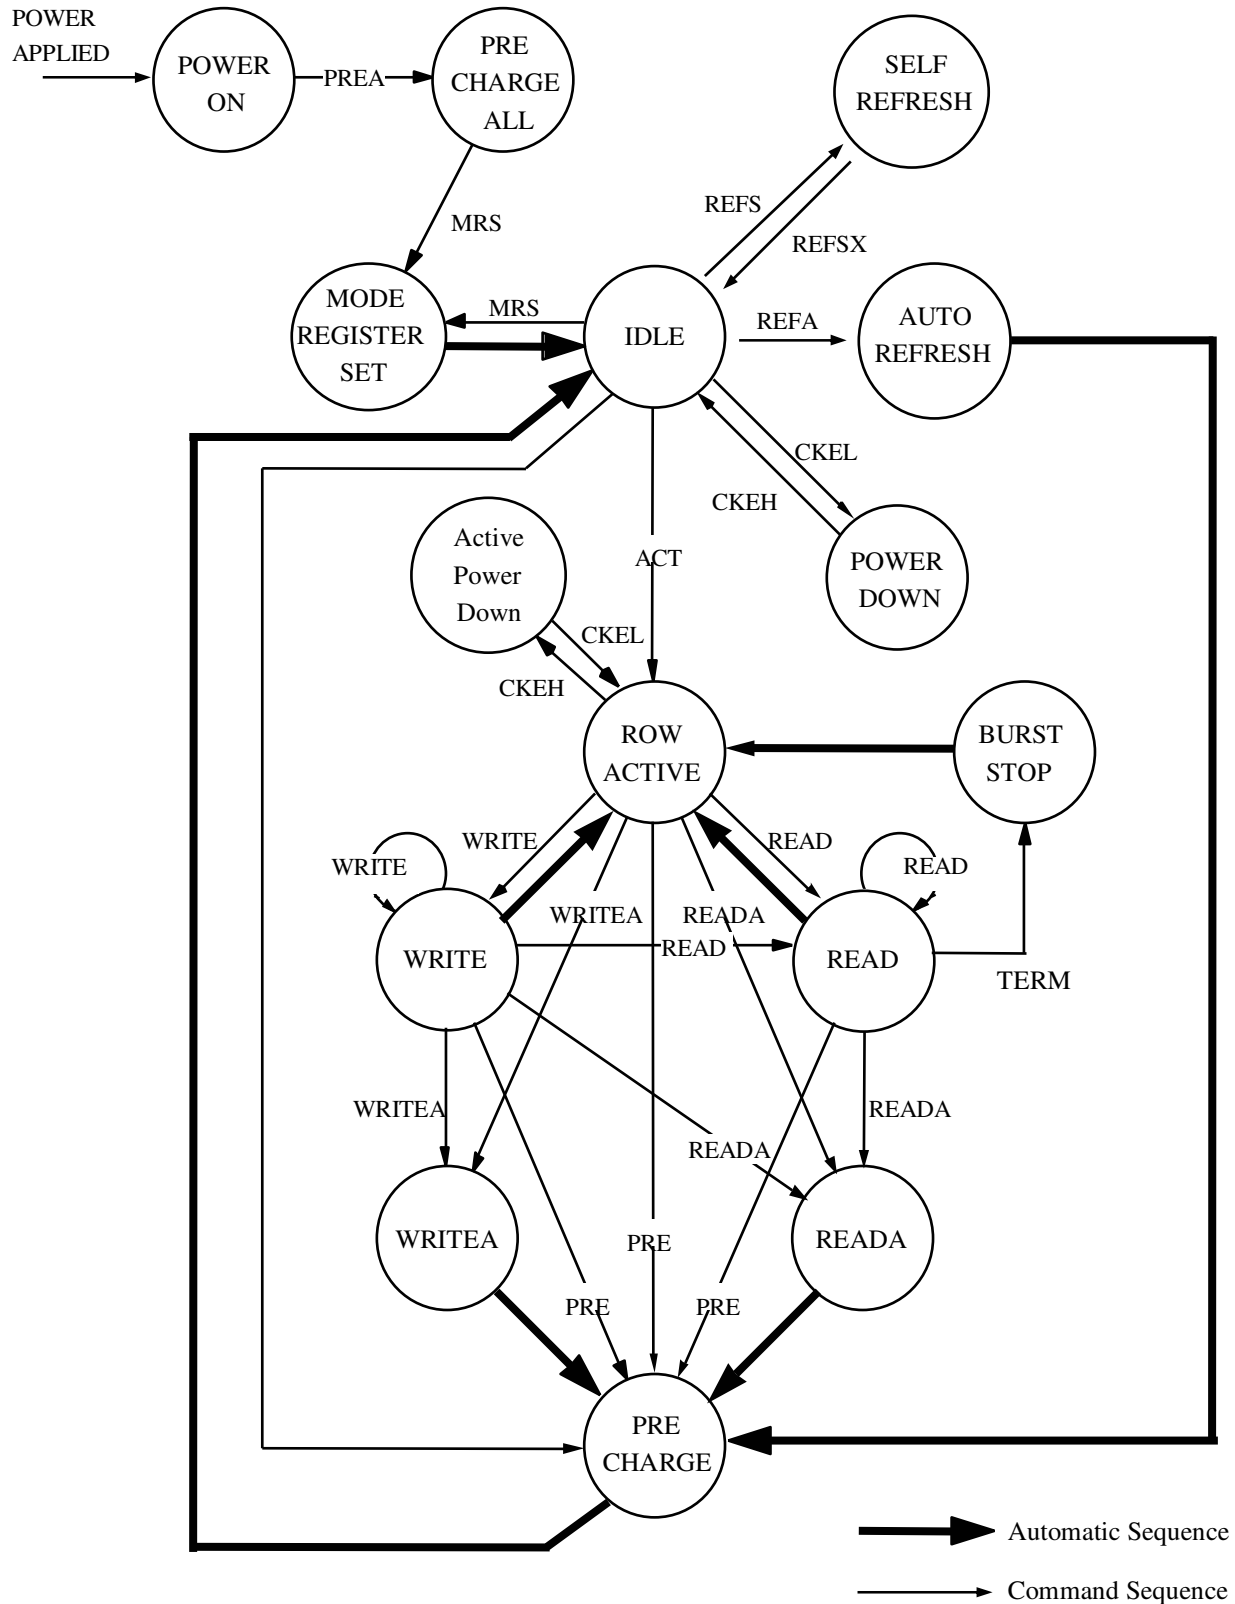 POWER
APPLIED
POWER
ON
PREA
PRE
CHARGE
ALL
SELF
REFRESH
MRS
REFS
REFSX
MODE
REGISTER
SET
MRS
IDLE
REFA
AUTO
REFRESH
CKEL
CKEH
Active
Power
Down
ACT
POWER
DOWN
CKEL
CKEH
ROW
ACTIVE
BURST
STOP
WRITE
WRITE
READ
READ
WRITEA
READA
WRITE
READ
READ
TERM
WRITEA
READA
READA
WRITEA
PRE
READA
PRE
PRE
PRE
CHARGE
Automatic Sequence
Command Sequence